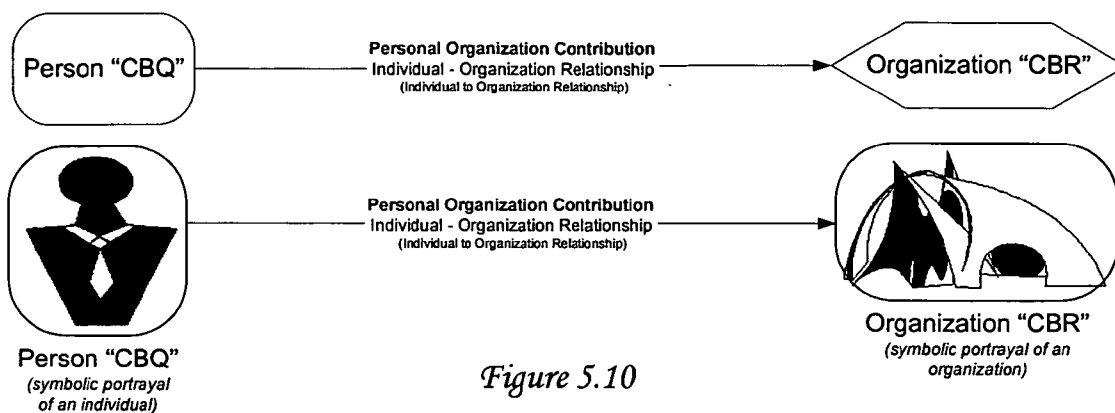 Person “CBQ”
Personal Organization Contribution
Individual - Organization Relationship
(Individual to Organization Relationship)
Organization “CBR”
Personal Organization Contribution
Individual - Organization Relationship
(Individual to Organization Relationship)
Person “CBQ”
(symbolic portrayal
of an individual)
Organization “CBR”
(symbolic portrayal of an
organization)
Figure 5.10